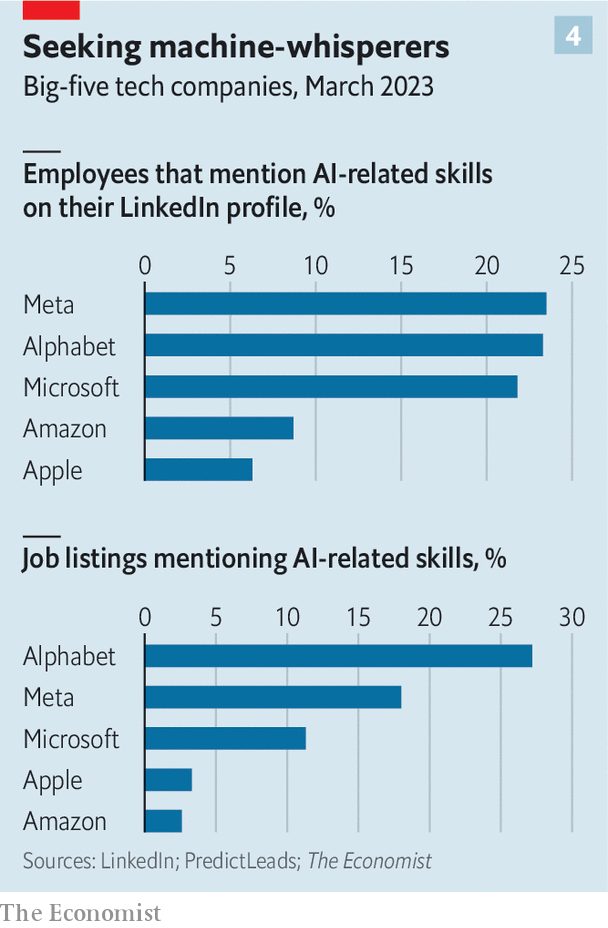 Seeking machine-whisperers
4
Big-five tech companies, March 2023
Employees that mention AI-related skills
on their LinkedIn profile, %
0 5 10 15 20 25
Meta
Alphabet
Microsoft
Amazon
Apple
Job listings mentioning AI-related skills, %
0 5 10 15 20 25 30
Alphabet
Meta
Microsoft
Apple
Amazon
Sources: LinkedIn; PredictLeads; The Economist
The Economist